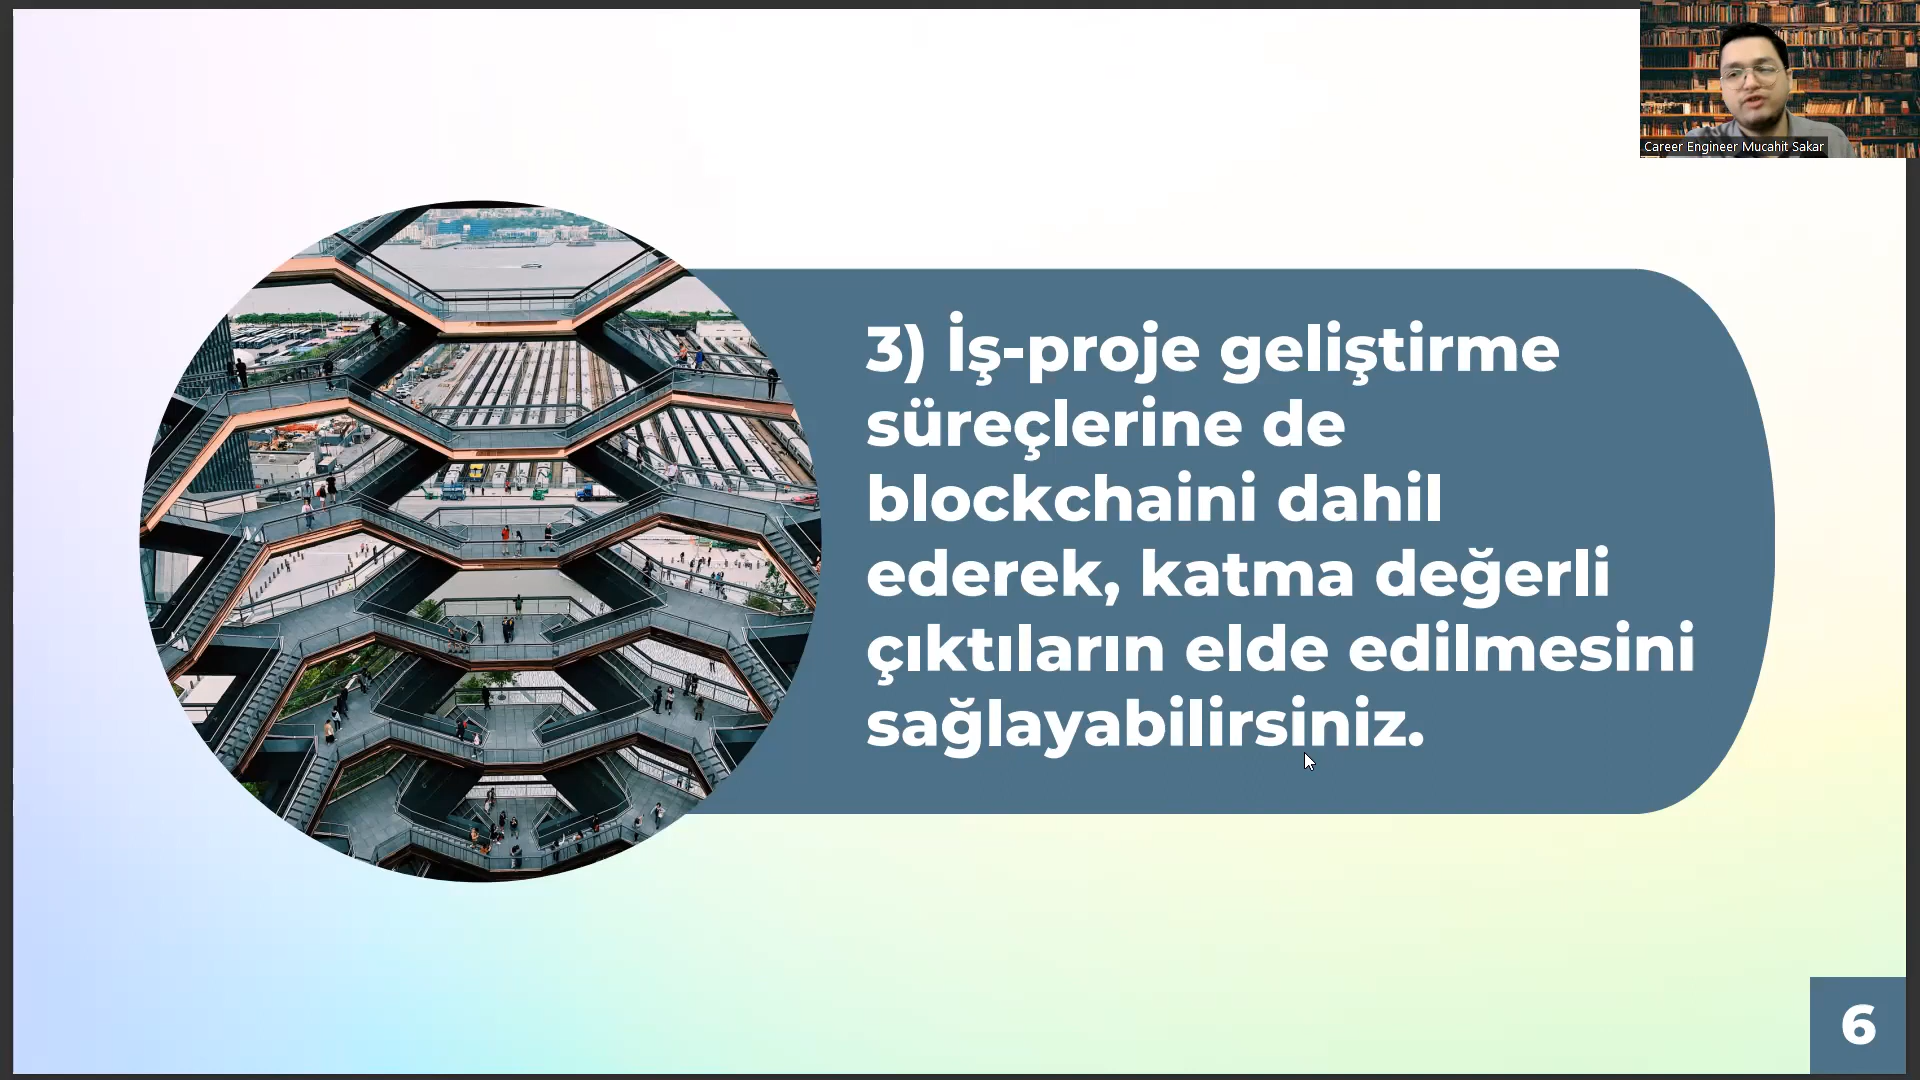 Career Engineer Mucahit Sakar
3) İş-proje geliştirme
süreçlerine de
blockchaini dahil
ederek, katma değerli
çıktıların elde edilmesini
sağlayabilirsiniz.
6